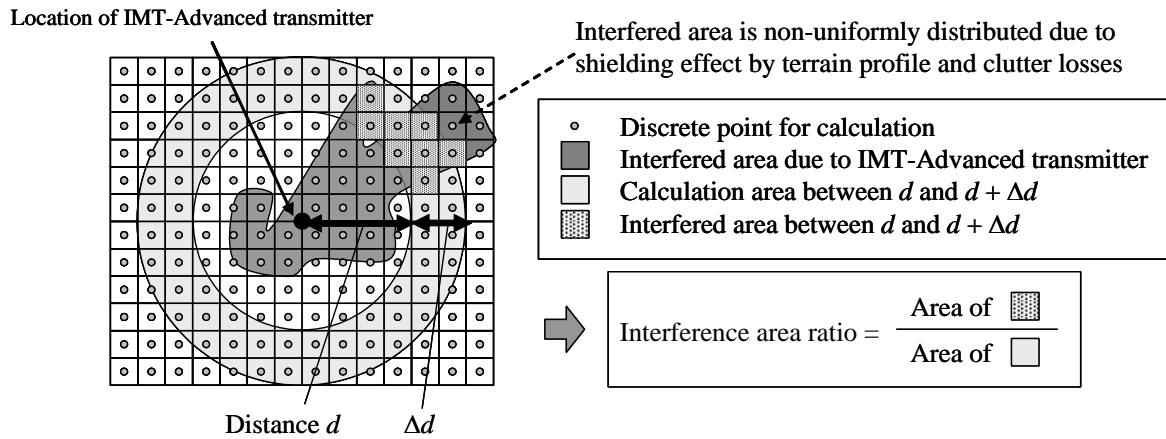 Location of IMT-Advanced transmitter
Interfered area is non-uniformly distributed due to
shielding effect by terrain profile and clutter losses
Discrete point for calculation
Interfered area due to IMT-Advanced transmitter
Calculation area between d and d + Δd
Interfered area between d and d + Δd
Interference area ratio =
Area of
Area of
Distance d
Δd